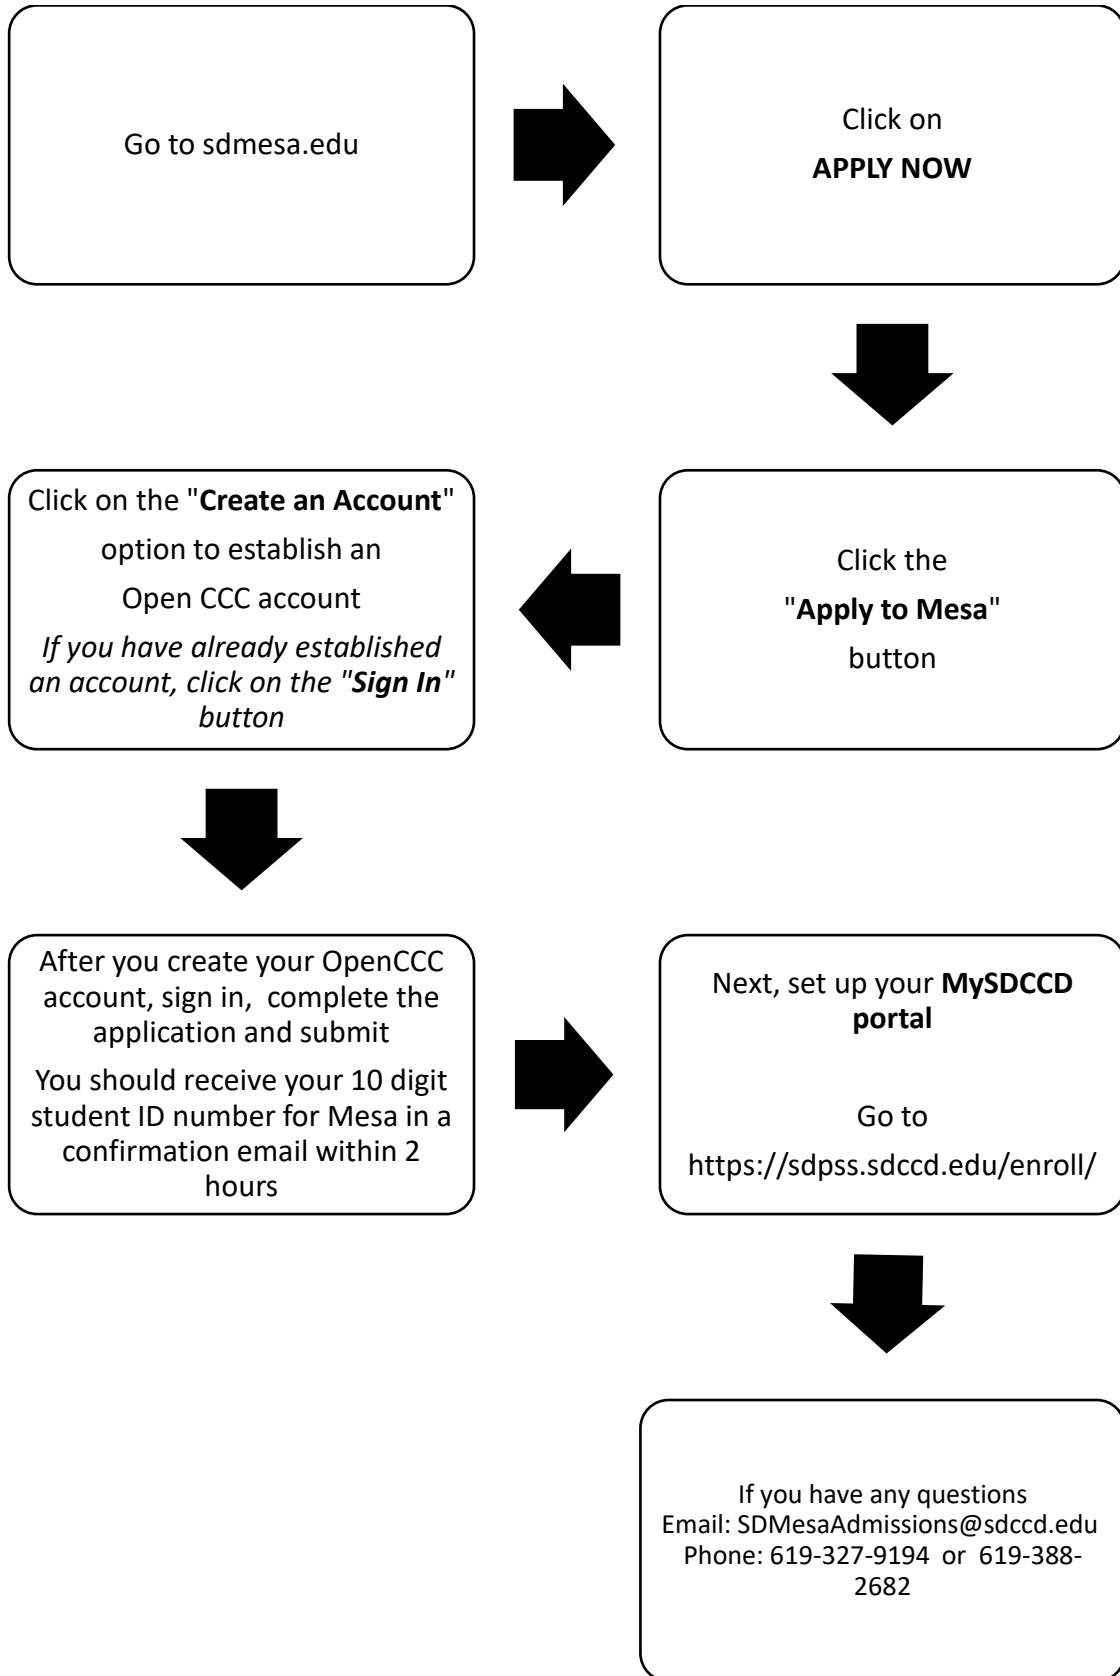 Go to sdmesa.edu
Click on
APPLY NOW
Click the
"Apply to Mesa"
button
Click on the "Create an Account"
option to establish an
Open CCC account
If you have already established
an account, click on the "Sign In"
button
After you create your OpenCCC
account, sign in,  complete the
application and submit
You should receive your 10 digit
student ID number for Mesa in a
confirmation email within 2
hours
Next, set up your MySDCCD
portal
Go to
https://sdpss.sdccd.edu/enroll/
If you have any questions
Email: SDMesaAdmissions@sdccd.edu
Phone: 619-327-9194  or  619-388-
2682